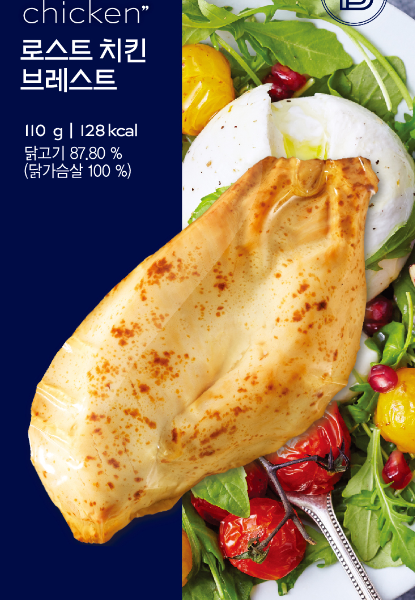 chicken”
로스트 치킨
브레스트
110 g | 128 kcal
닭고기 87.80 %
(닭가슴살 100 %)